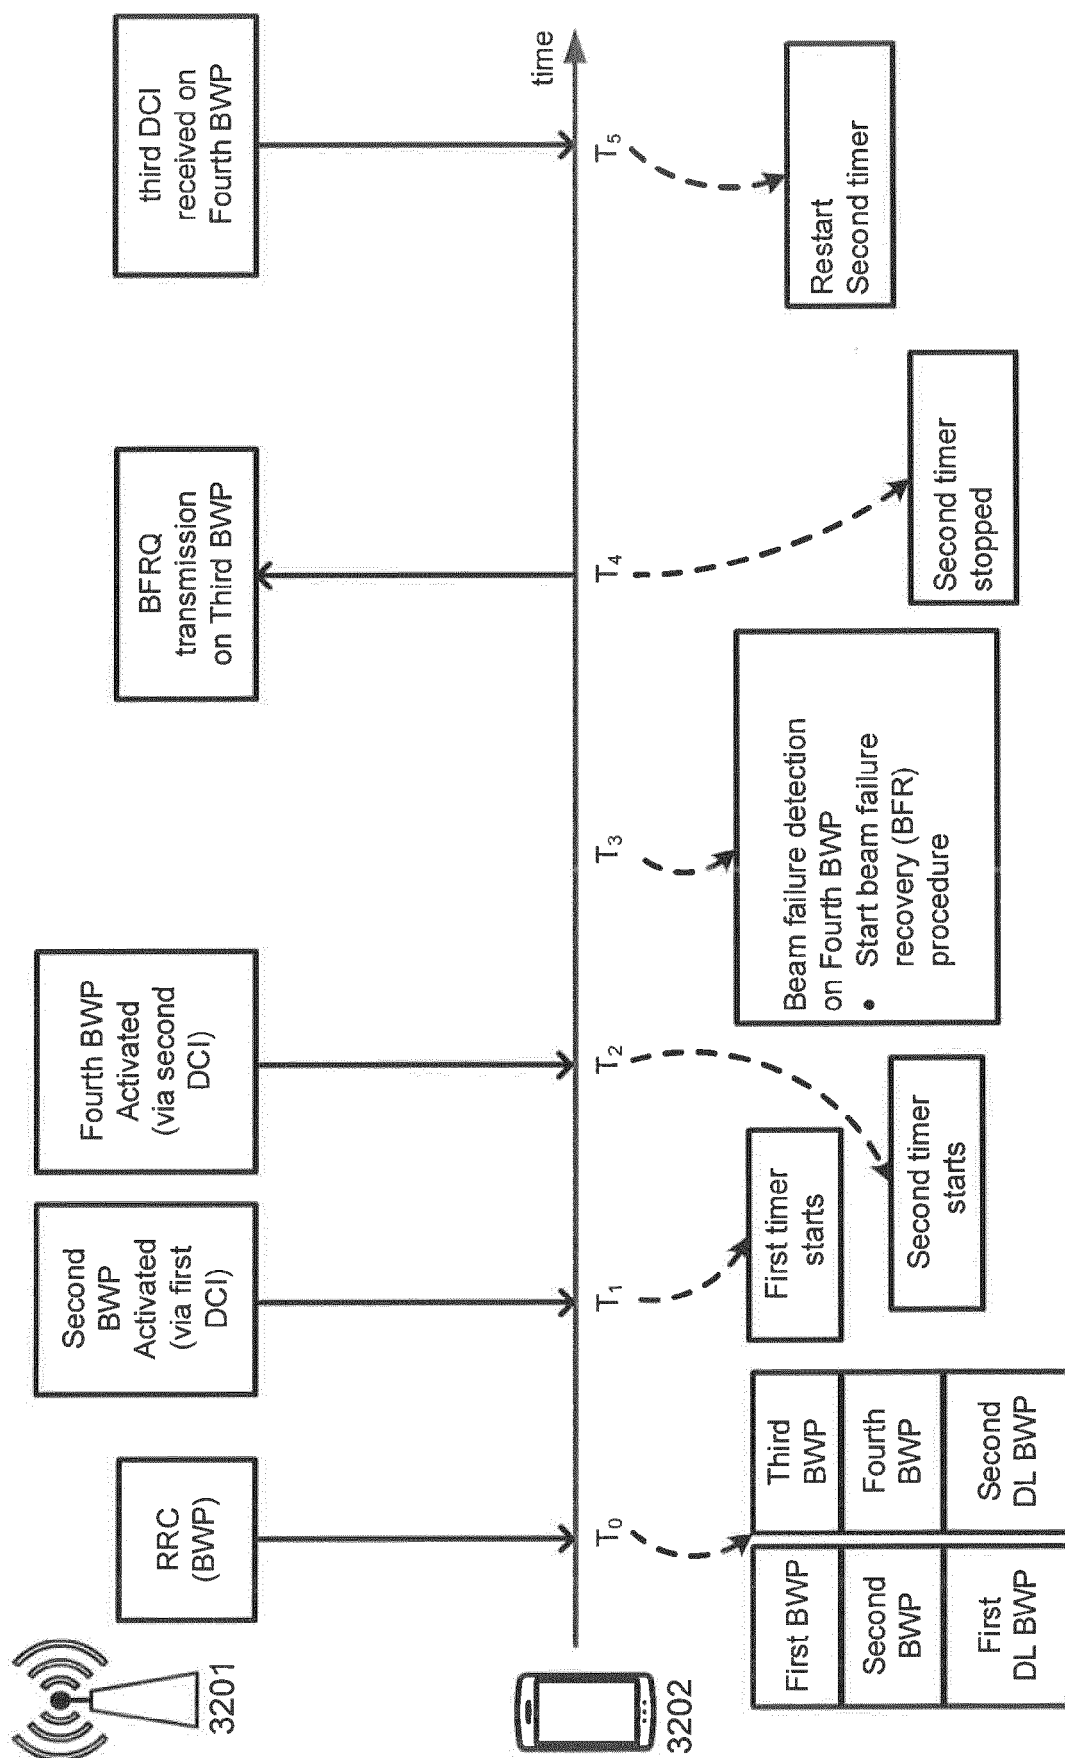 3201
RRC
(BWP)
Second
BWP
Activated
(via first
DCI)
Fourth BWP
Activated
(via second
DCI)
BFRQ
transmission
on Third BWP
third DCI
received on
Fourth BWP
3202
T0
T1
T2
T3
T4
T5
time
First BWP
Second
BWP
First
DL BWP
Third
BWP
Fourth
BWP
Second
DL BWP
First timer
starts
Second timer
starts
Beam failure detection
on Fourth BWP
• Start beam failure
recovery (BFR)
procedure
Second timer
stopped
Restart
Second timer